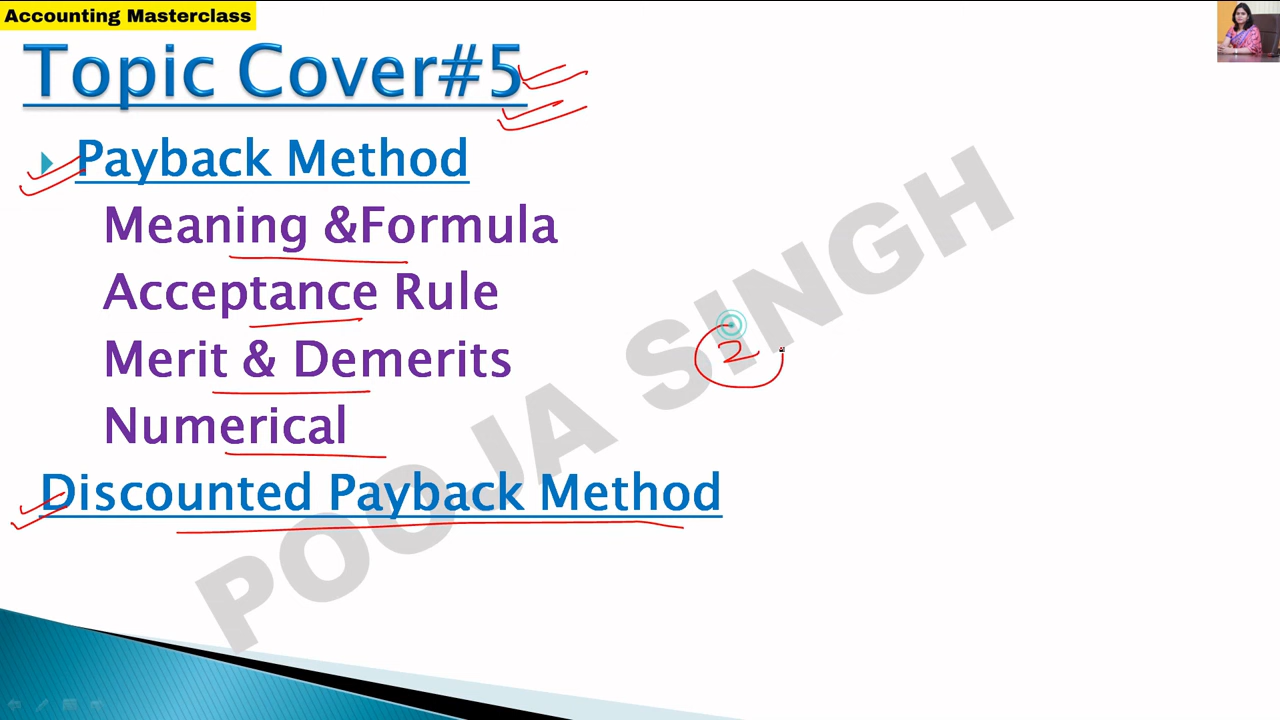 Accounting Masterclass
Topic Cover#5
Payback Method
Meaning &Formula
Acceptance Rule
Merit & Demerits
Numerical
Discounted Payback Method
2
POOJA SINGH